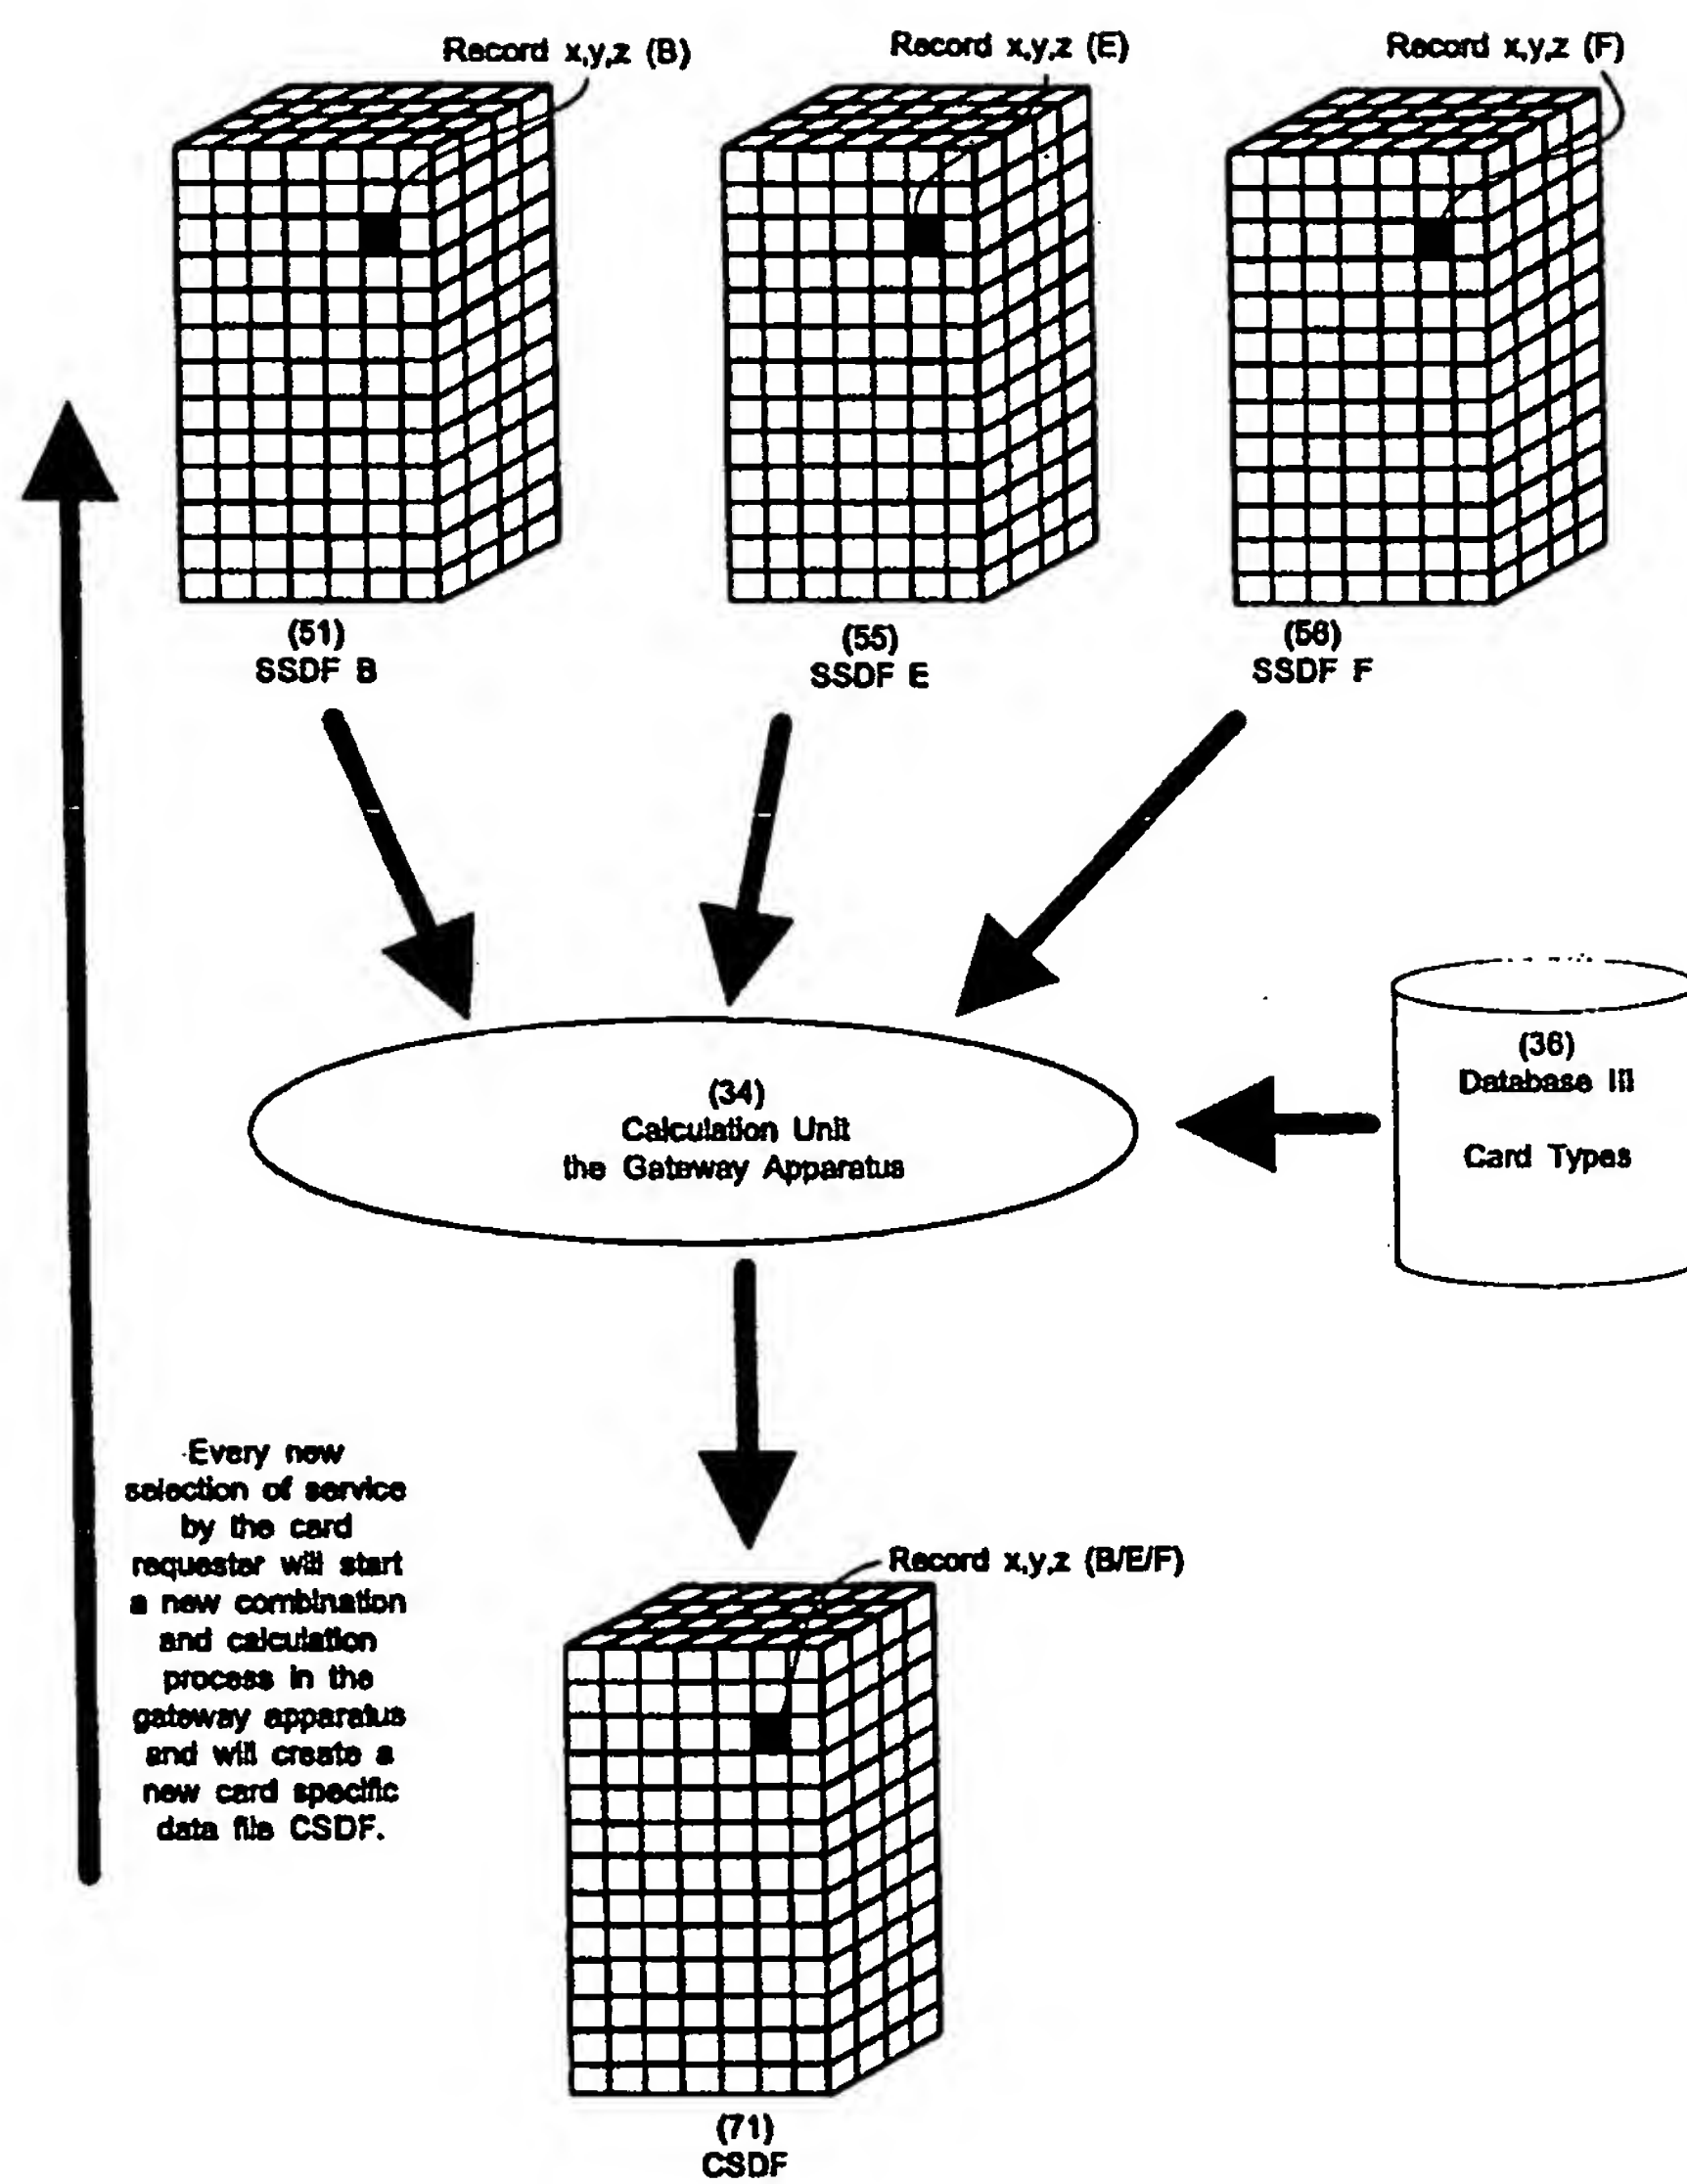 Record x,y,z (B)
Record x,y,z (E)
Record x,y,z (F)
(51)
SSDF B
(55)
SSDF E
(56)
SSDF F
(34)
Calculation Unit
the Gateway Apparatus
(36)
Database III
Card Types
Every new
selection of service
by the card
requester will start
a new combination
and calculation
process in the
gateway apparatus
and will create a
new card specific
data file CSDF.
Record x,y,z (B/E/F)
(71)
CSDF